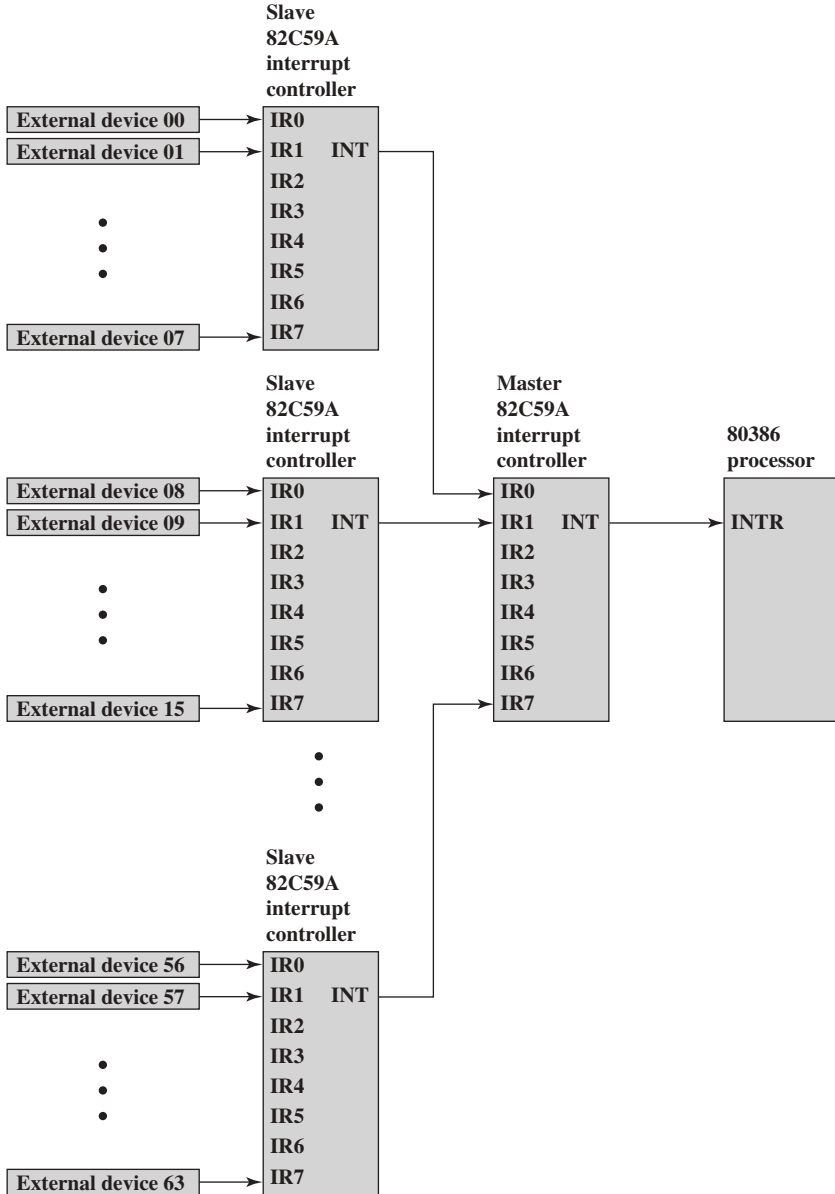 Slave
82C59A
interrupt
controller
External device 00
IR0
External device 01
IR1 INT
IR2
IR3
IR4
IR5
IR6
External device 07
IR7
Slave
82C59A
interrupt
controller
Master
82C59A
interrupt
controller
80386
processor
External device 08
IR0
IR0
External device 09
IR1 INT
IR1 INT
INTR
IR2
IR2
IR3
IR3
IR4
IR4
IR5
IR5
IR6
IR6
External device 15
IR7
IR7
Slave
82C59A
interrupt
controller
External device 56
IR0
External device 57
IR1 INT
IR2
IR3
IR4
IR5
IR6
External device 63
IR7